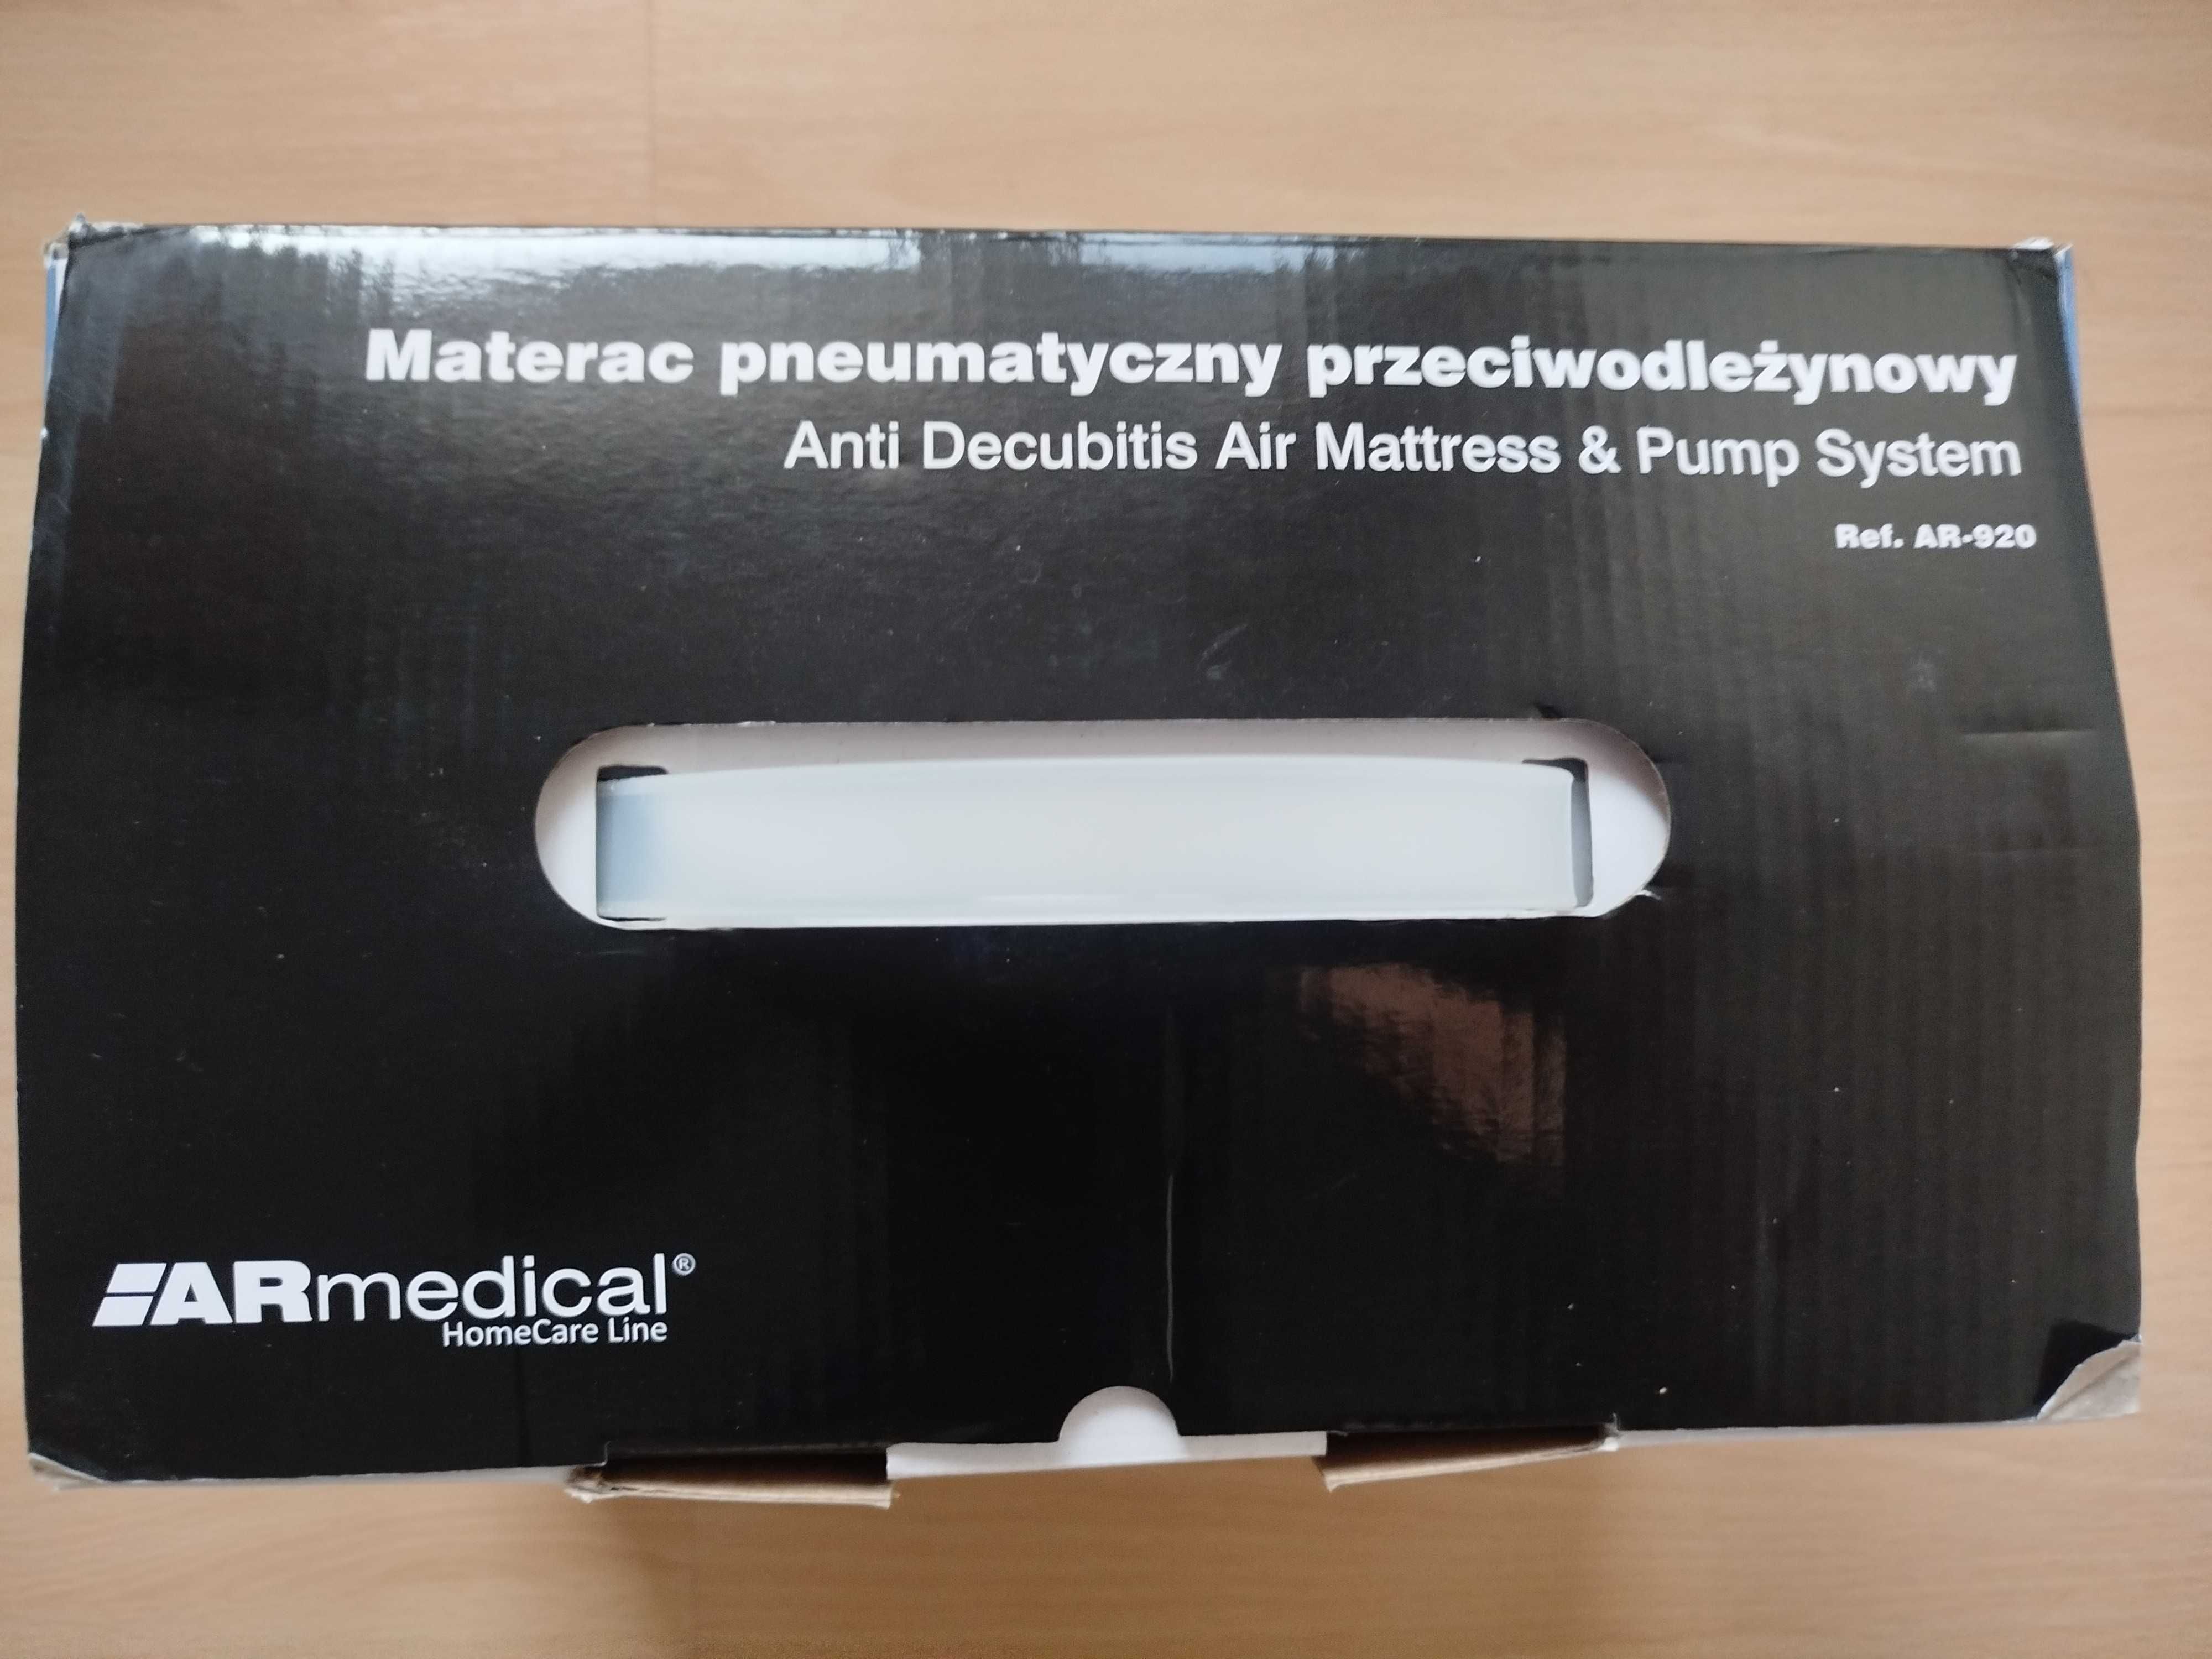 Materac pneumatyczny przeciwodleżynowy
Anti Decubitis Air Mattress & Pump System
Ref. AR-920
ARmedical®
HomeCare Line